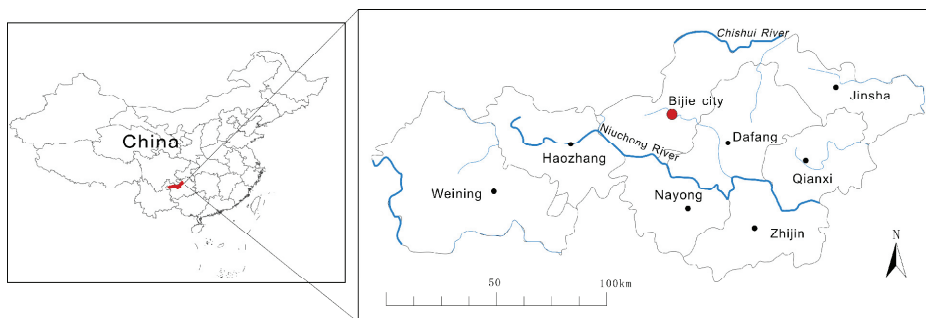 China
Chishui River
Bijie city
Jinsha
Niuchong River
Dafang
Haozhang
Qianxi
Weining
Nayong
Zhijin
N
50
100km